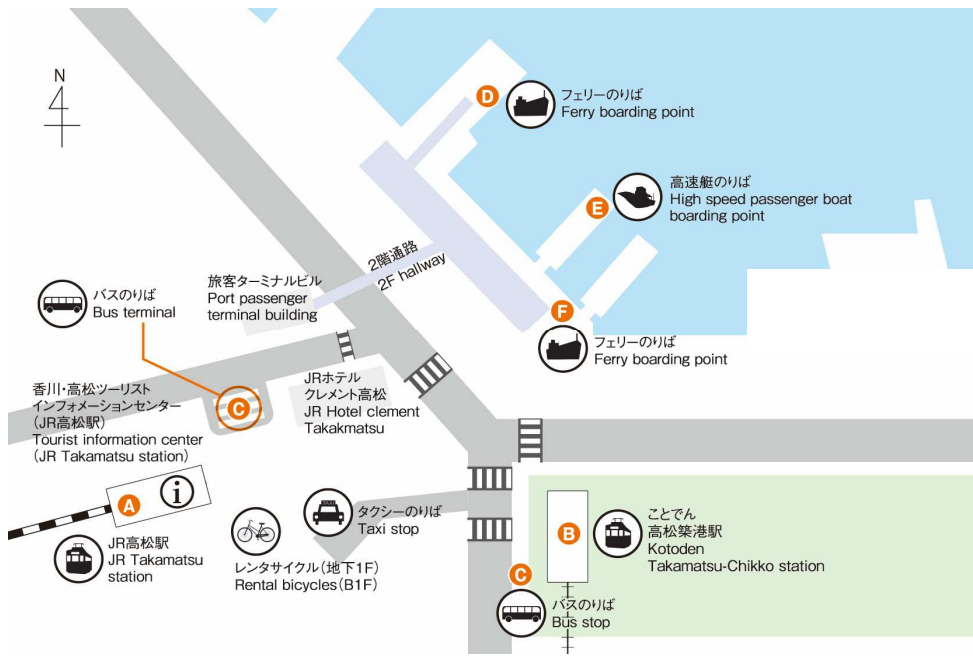 N
D
フェリーのりば
Ferry boarding point
高速艇のりば
High speed passenger boat
boarding point
E
2階通路
2F hallway
旅客ターミナルビル
Port passenger
terminal building
バスのりば
Bus terminal
F
フェリーのりば
Ferry boarding point
JRホテル
クレメント高松
JR Hotel clement
Takakmatsu
香川・高松ツーリスト
インフォメーションセンター
(JR高松駅)
Tourist information center
(JR Takamatsu station)
C
A
i
TAXI
タクシーのりば
Taxi stop
B
ことでん
高松築港駅
Kotoden
Takamatsu-Chikko station
JR高松駅
JR Takamatsu
station
レンタサイクル(地下1F)
Rental bicycles(B1F)
C
バスのりば
Bus stop